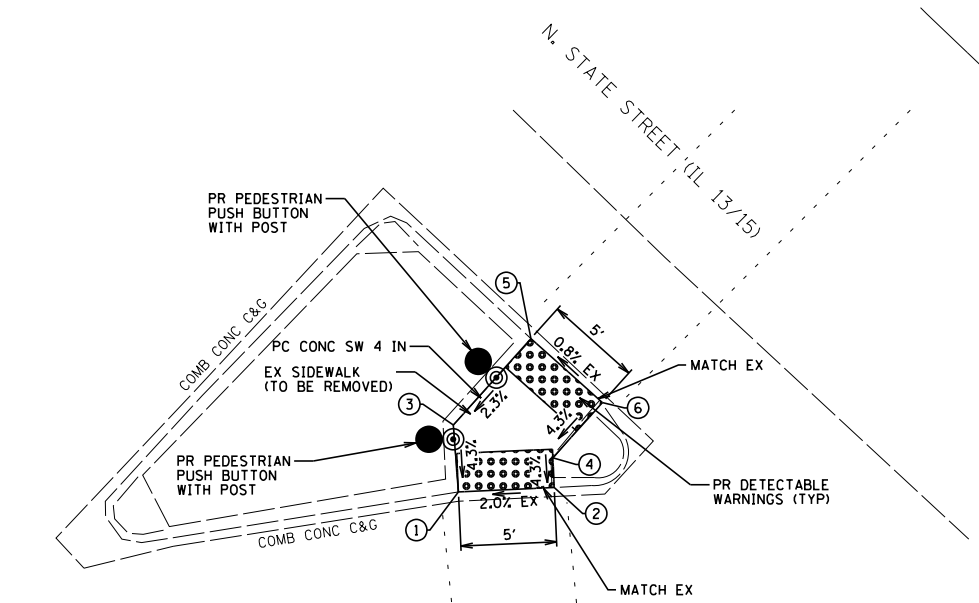 N. STATE STREET (IL 13/15)
PR PEDESTRIAN
PUSH BUTTON
WITH POST
5
5'
0.8% EX
COMB CONC C&G
PC CONC SW 4 IN
EX SIDEWALK
(TO BE REMOVED)
MATCH EX
2.3%
3
6
4.3%
PR PEDESTRIAN
PUSH BUTTON
WITH POST
4.3%
4.3%
4
PR DETECTABLE
WARNINGS (TYP)
2.0% EX
1
2
COMB CONC C&G
5'
MATCH EX